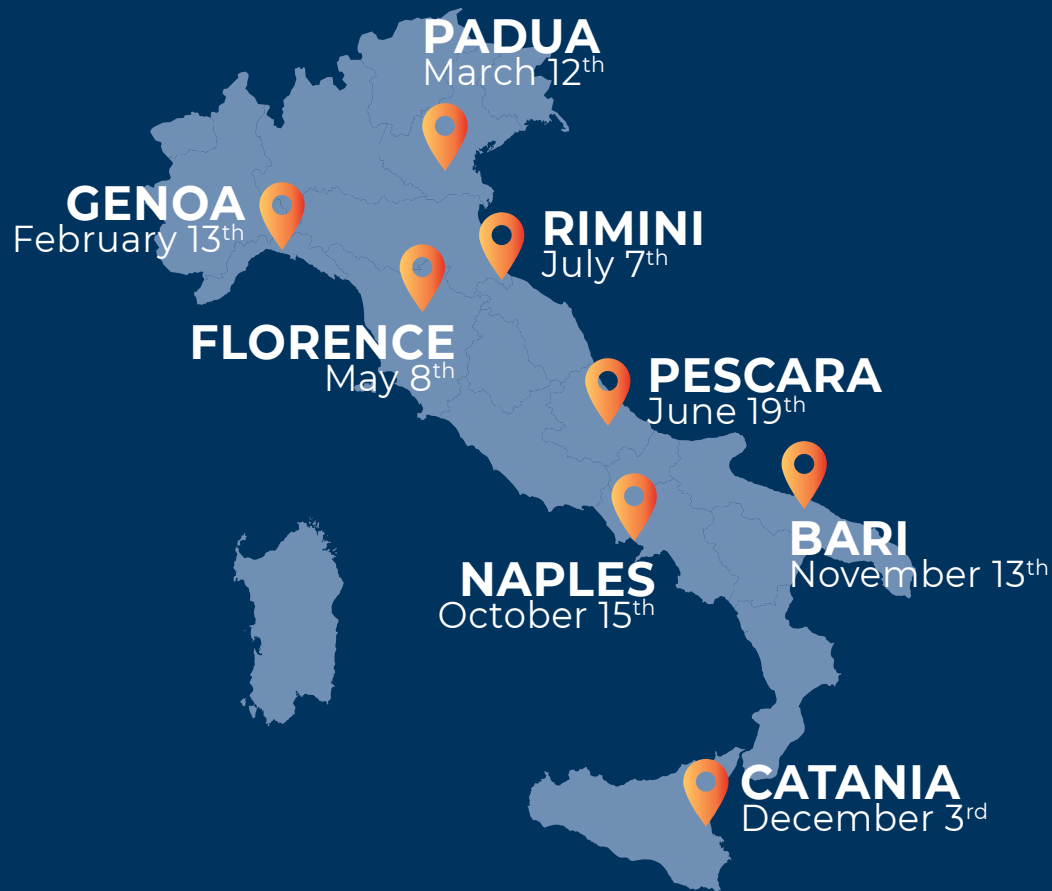 PADUA
March 12th
GENOA
February 13th
RIMINI
July 7th
FLORENCE
May 8th
PESCARA
June 19th
BARI
November 13th
NAPLES
October 15th
CATANIA
December 3rd